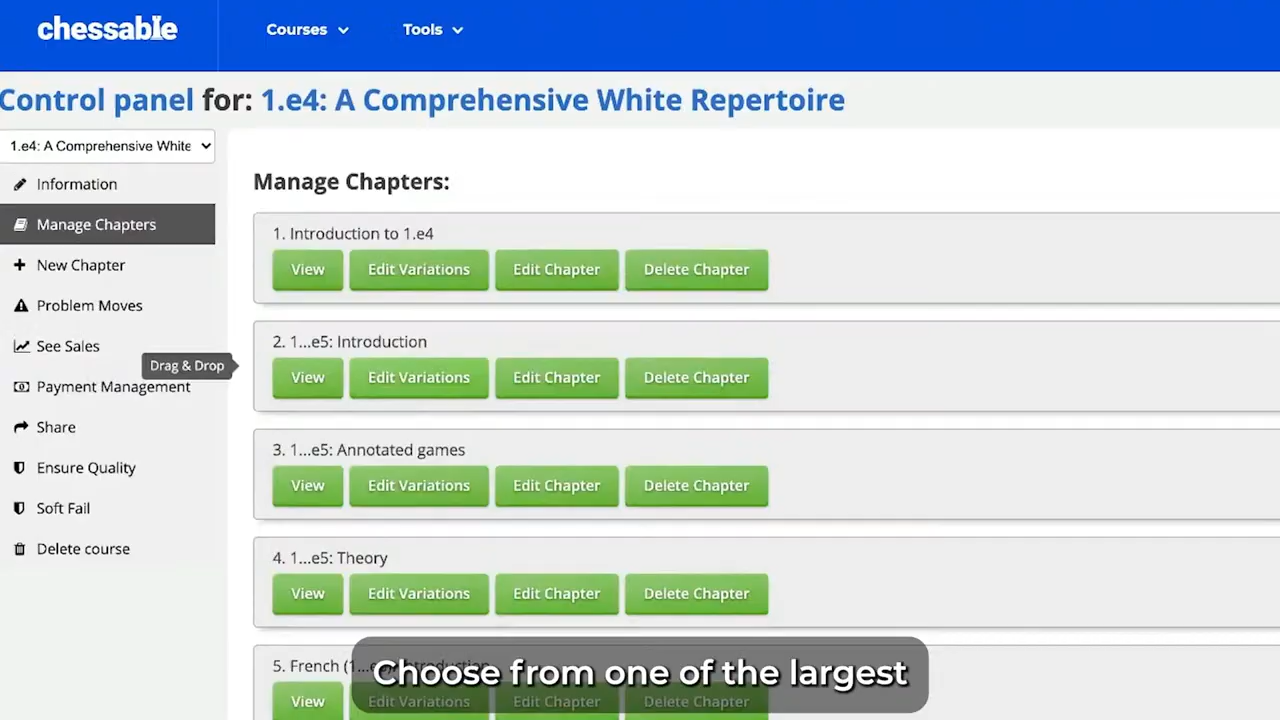 chessable
Courses
Tools
Control panel for: 1.e4: A Comprehensive White Repertoire
1.e4: A Comprehensive White
Information
Manage Chapters
New Chapter
Problem Moves
See Sales
Drag & Drop
Payment Management
Share
Ensure Quality
Soft Fail
Delete course
Manage Chapters:
1. Introduction to 1.e4
View Edit Variations Edit Chapter Delete Chapter
2. 1...e5: Introduction
View Edit Variations Edit Chapter Delete Chapter
3. 1...e5: Annotated games
View Edit Variations Edit Chapter Delete Chapter
4. 1...e5: Theory
View Edit Variations Edit Chapter Delete Chapter
5. French (1...e6): Introduction
View Edit Variations Edit Chapter Delete Chapter
Choose from one of the largest